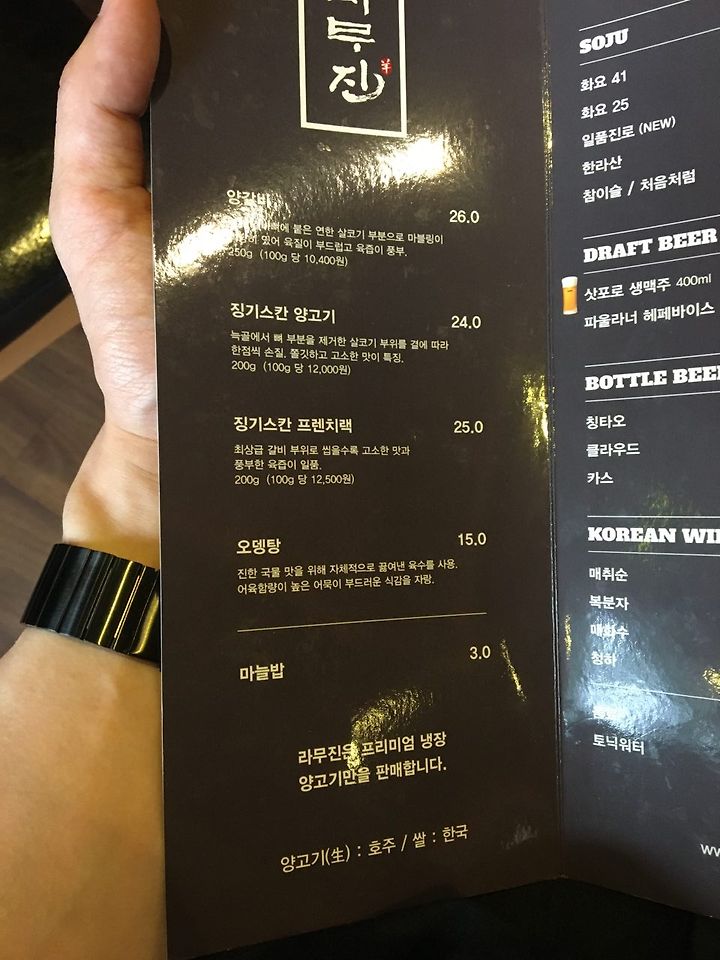 부
진
양갈비
26.0
붙은 연한 살코기 부분으로 마블링이
있어 육질이 부드럽고 육즙이 풍부.
250g (100g 당 10,400원)
징기스칸 양고기
24.0
늑골에서 뼈 부분을 제거한 살코기 부위를 결에 따라
한점씩 손질. 쫄깃하고 고소한 맛이 특징.
200g (100g 당 12,000원)
징기스칸 프렌치랙
25.0
최상급 갈비 부위로 씹을수록 고소한 맛과
풍부한 육즙이 일품.
200g (100g 당 12,500원)
오뎅탕
15.0
진한 국물 맛을 위해 자체적으로 끓여낸 육수를 사용.
어육함량이 높은 어묵이 부드러운 식감을 자랑.
마늘밥
3.0
라무진은 프리미엄 냉장
양고기만을 판매합니다.
양고기(生) : 호주 / 쌀 : 한국
SOJU
화요 41
화요 25
일품진로 (NEW)
한라산
참이슬 / 처음처럼
DRAFT BEER
삿포로 생맥주 400ml
파울라너 헤페바이스
BOTTLE BEE
칭타오
클라우드
카스
KOREAN WI
매취순
복분자
매화수
청하
토닉워터